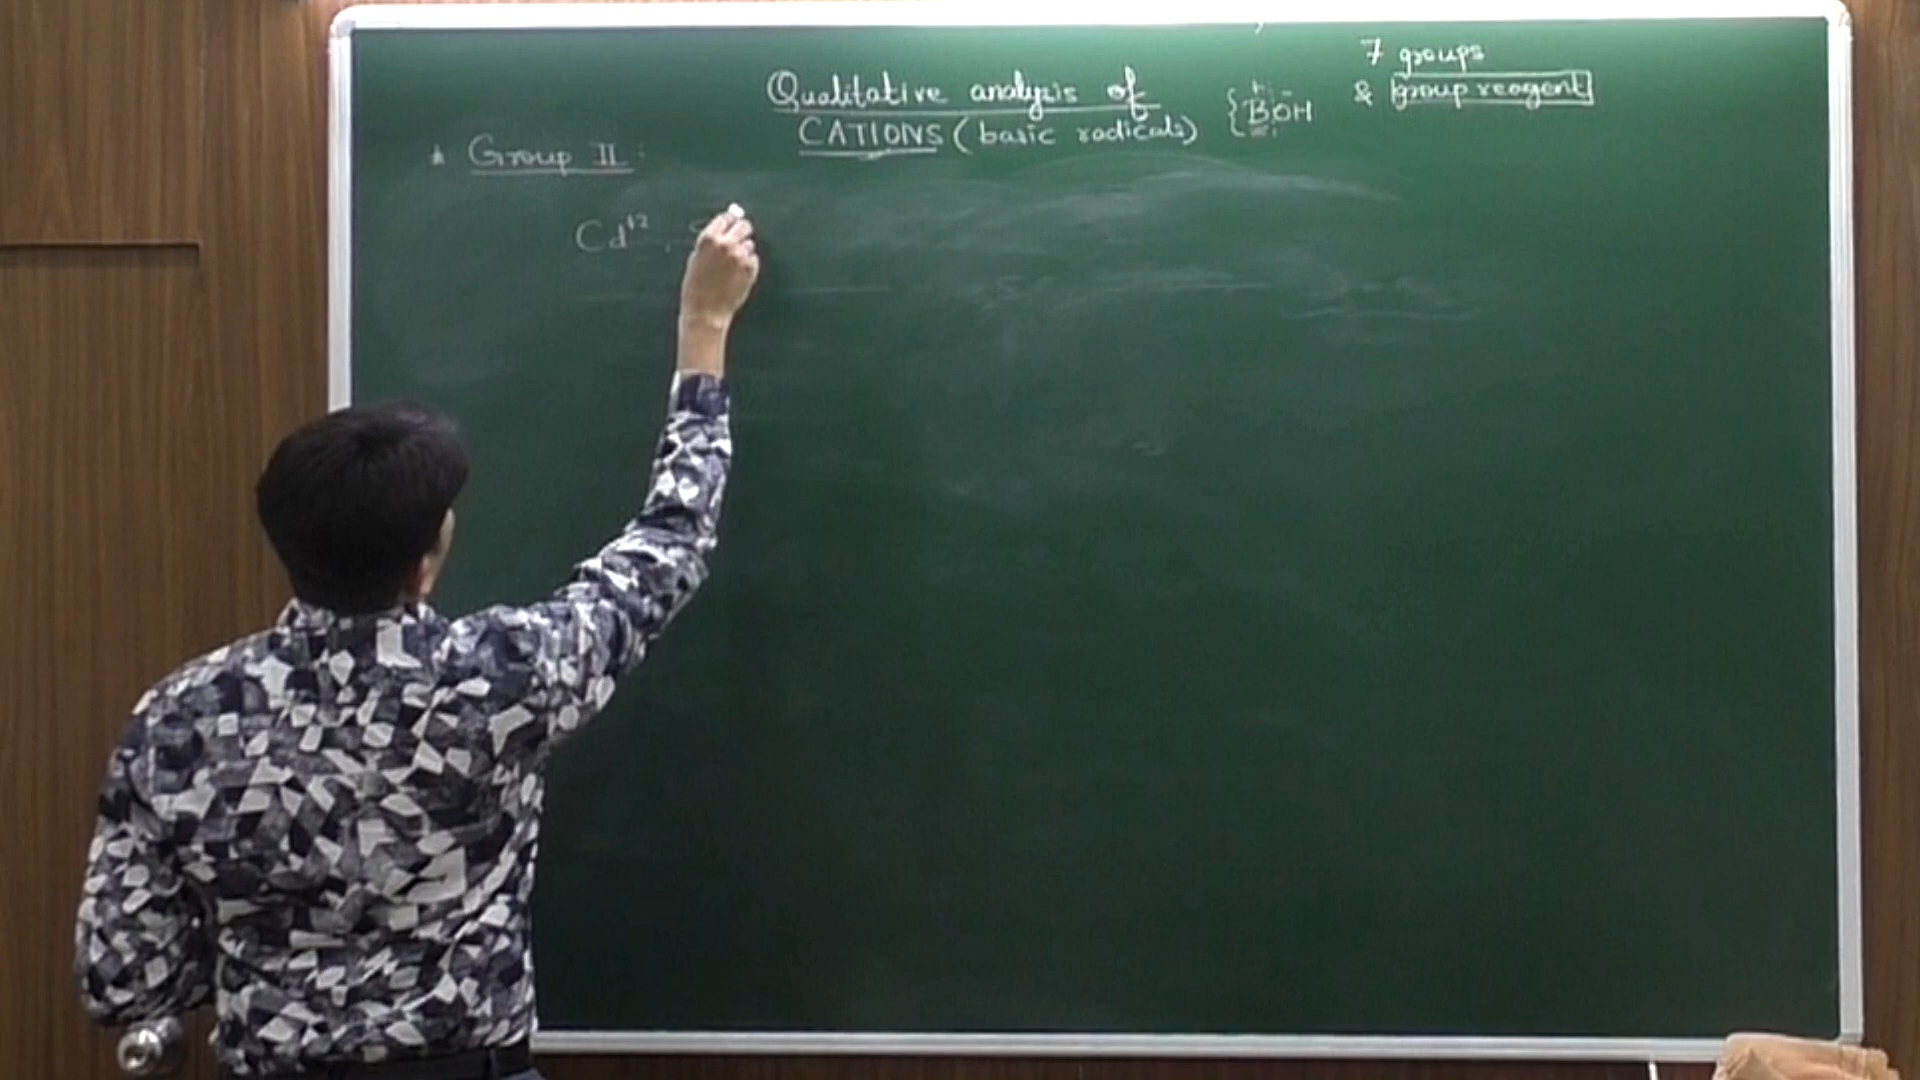 7 groups
& group reagent
Qualitative analysis of
CATIONS (basic radicals) { BOH
* Group II :
Cd+2,